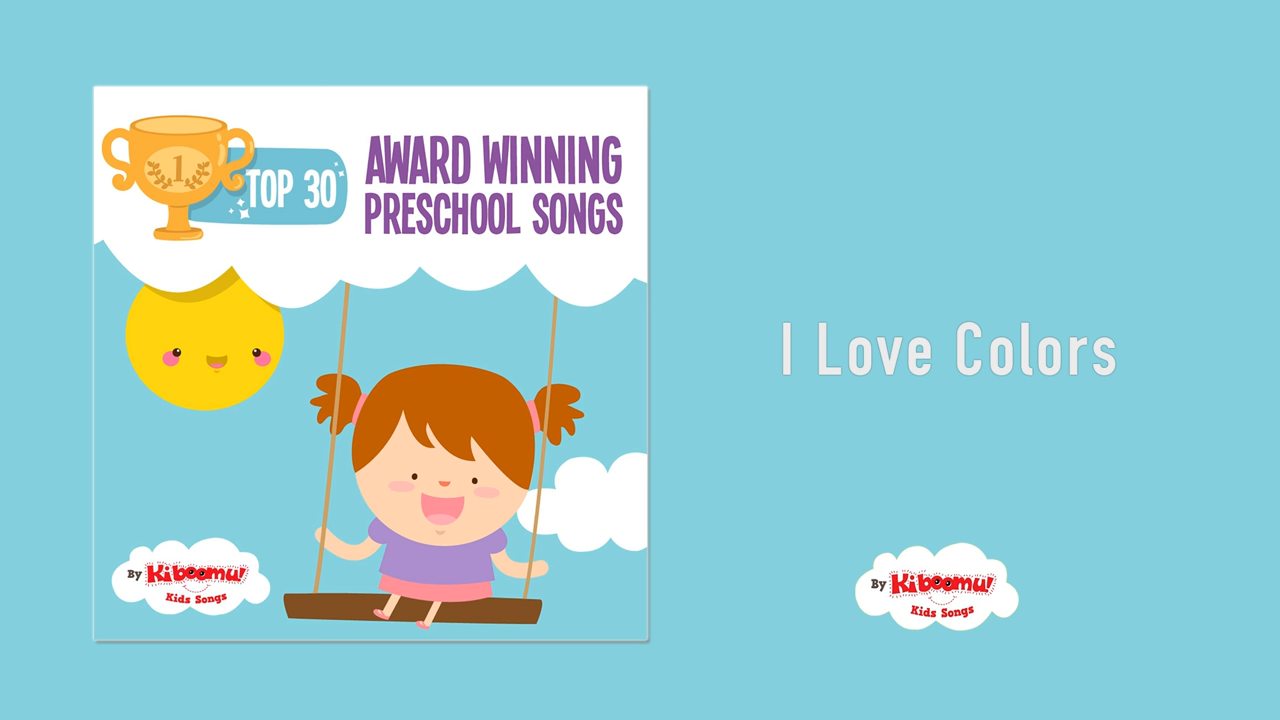 1
TOP 30
AWARD WINNING
PRESCHOOL SONGS
By Kiboomu!
Kids Songs
I Love Colors
By Kiboomu!
Kids Songs